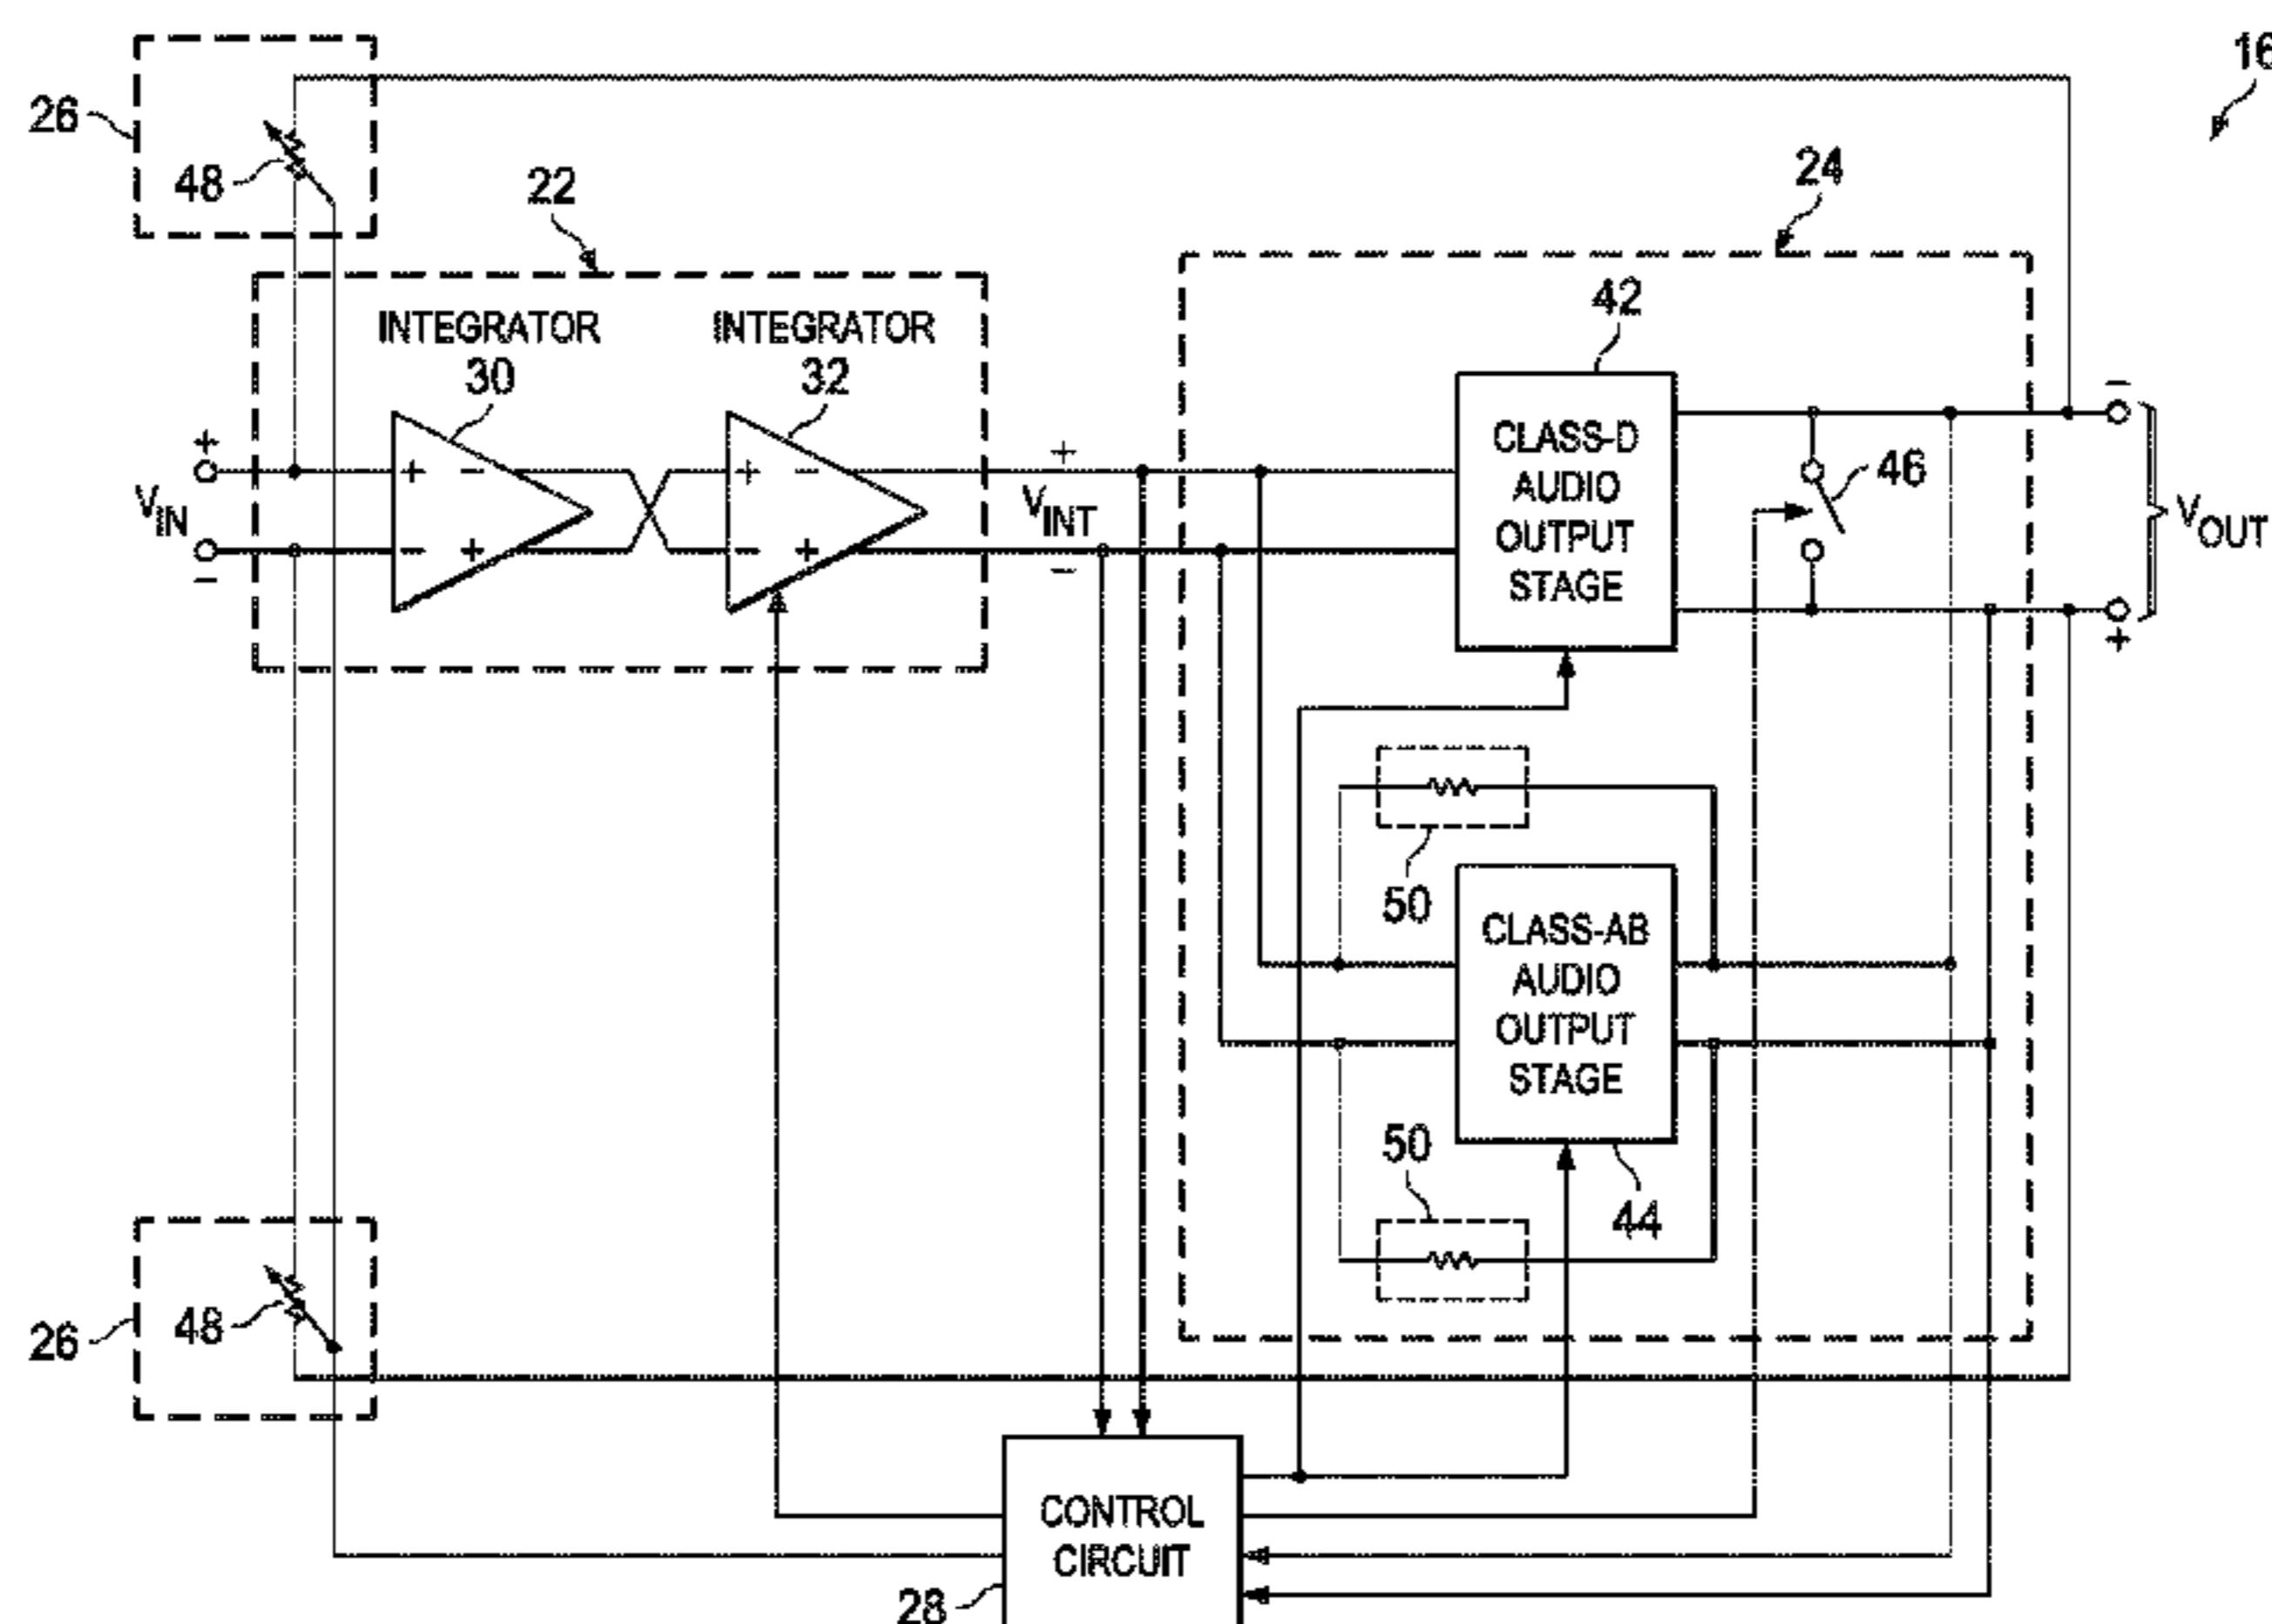 16
26
48
22
24
INTEGRATOR
30
INTEGRATOR
32
42
+
VIN
−
+ −
− +
+ −
− +
+
VINT
−
CLASS-D
AUDIO
OUTPUT
STAGE
46
−
VOUT
+
50
CLASS-AB
AUDIO
OUTPUT
STAGE
44
50
26
48
CONTROL
CIRCUIT
28